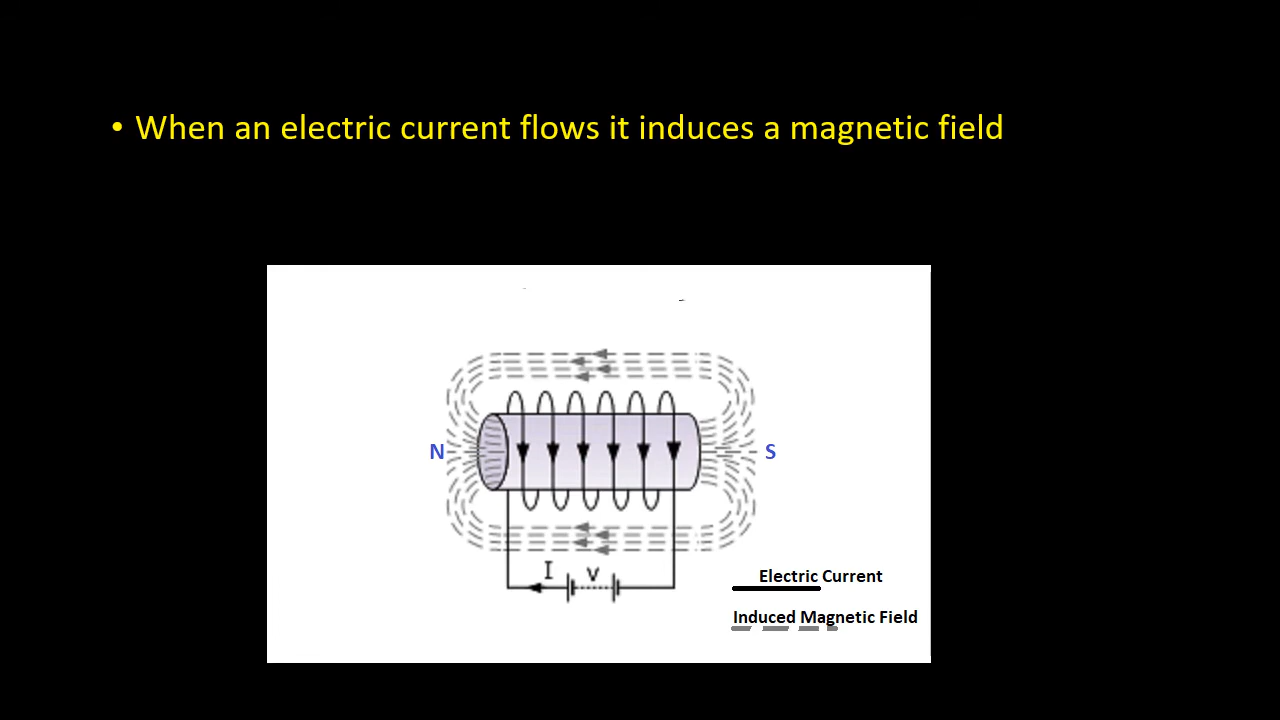 • When an electric current flows it induces a magnetic field
N
S
I
V
Electric Current
Induced Magnetic Field